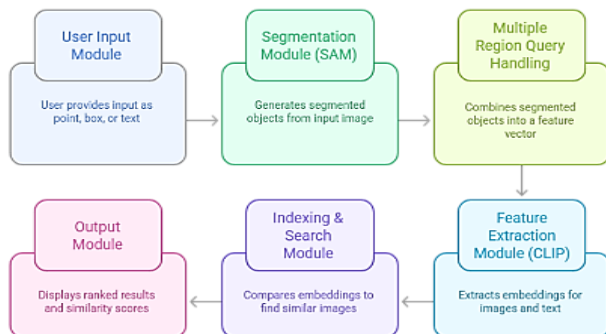 User Input
Module
User provides input as
point, box, or text
Segmentation
Module (SAM)
Generates segmented
objects from input image
Multiple
Region Query
Handling
Combines segmented
objects into a feature
vector
Output
Module
Displays ranked results
and similarity scores
Indexing &
Search
Module
Compares embeddings to
find similar images
Feature
Extraction
Module (CLIP)
Extracts embeddings for
images and text